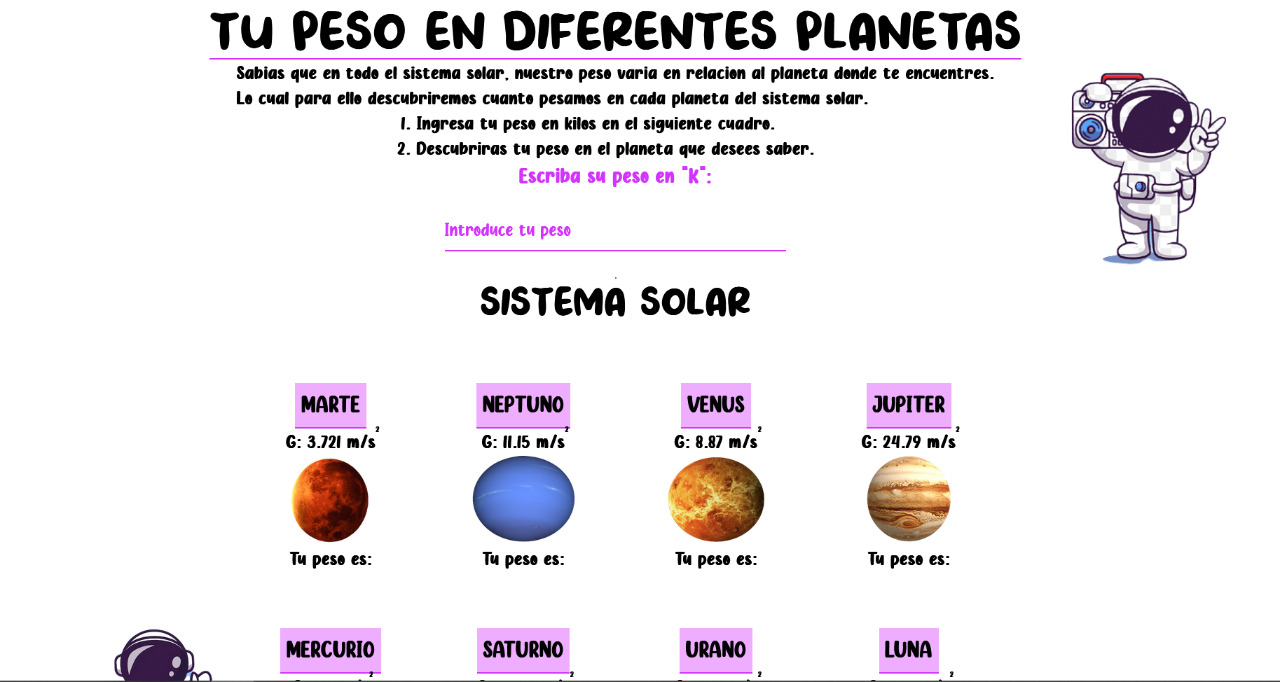 TU PESO EN DIFERENTES PLANETAS
Sabias que en todo el sistema solar, nuestro peso varia en relacion al planeta donde te encuentres.
Lo cual para ello descubriremos cuanto pesamos en cada planeta del sistema solar.
1. Ingresa tu peso en kilos en el siguiente cuadro.
2. Descubriras tu peso en el planeta que desees saber.
Escriba su peso en "K":
Introduce tu peso
.
SISTEMA SOLAR
MARTE NEPTUNO VENUS JUPITER
G: 3.721 m/s² G: 11.15 m/s² G: 8.87 m/s² G: 24.79 m/s²
Tu peso es: Tu peso es: Tu peso es: Tu peso es:
MERCURIO SATURNO URANO LUNA